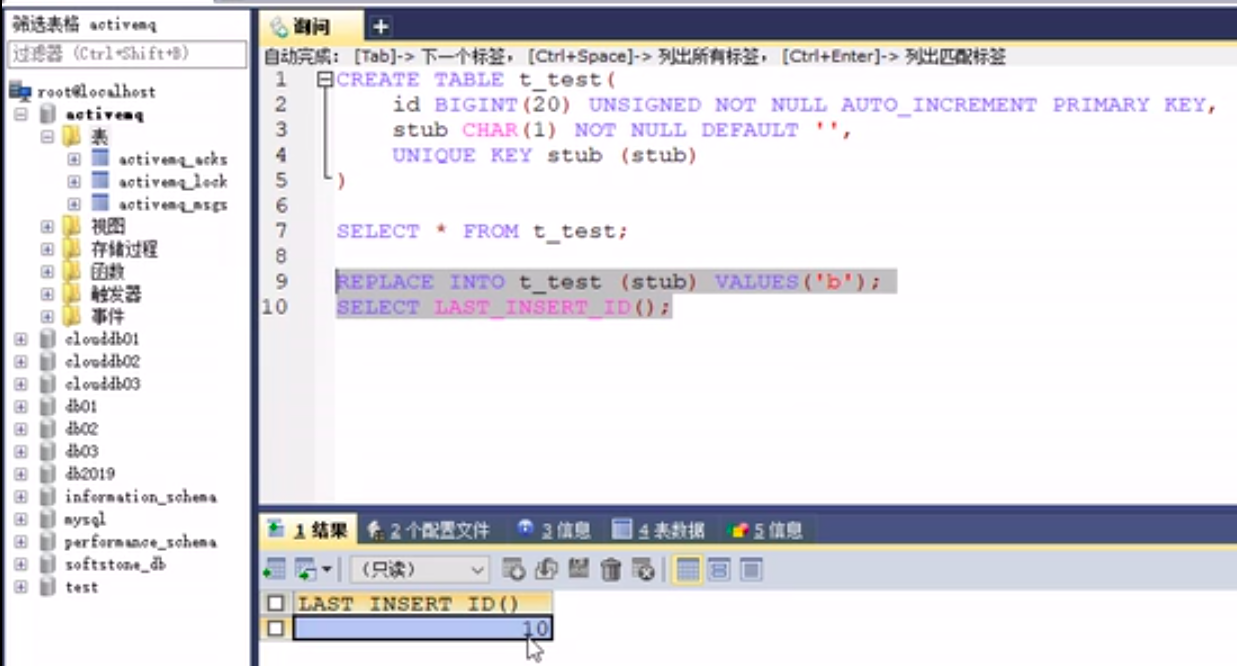 筛选表格 activemq
过滤器 (Ctrl+Shift+B)
root@localhost
activemq
表
activemq_acks
activemq_lock
activemq_msgs
视图
存储过程
函数
触发器
事件
clouddb01
clouddb02
clouddb03
db01
db02
db03
db2019
information_schema
mysql
performance_schema
softstone_db
test
询问
自动完成: [Tab]-> 下一个标签, [Ctrl+Space]-> 列出所有标签, [Ctrl+Enter]-> 列出匹配标签
1 CREATE TABLE t_test(
2 id BIGINT(20) UNSIGNED NOT NULL AUTO_INCREMENT PRIMARY KEY,
3 stub CHAR(1) NOT NULL DEFAULT '',
4 UNIQUE KEY stub (stub)
5 )
6
7 SELECT * FROM t_test;
8
9 REPLACE INTO t_test (stub) VALUES('b');
10 SELECT LAST_INSERT_ID();
1 结果 2 个配置文件 3 信息 4 表数据 5 信息
(只读)
LAST_INSERT_ID()
10